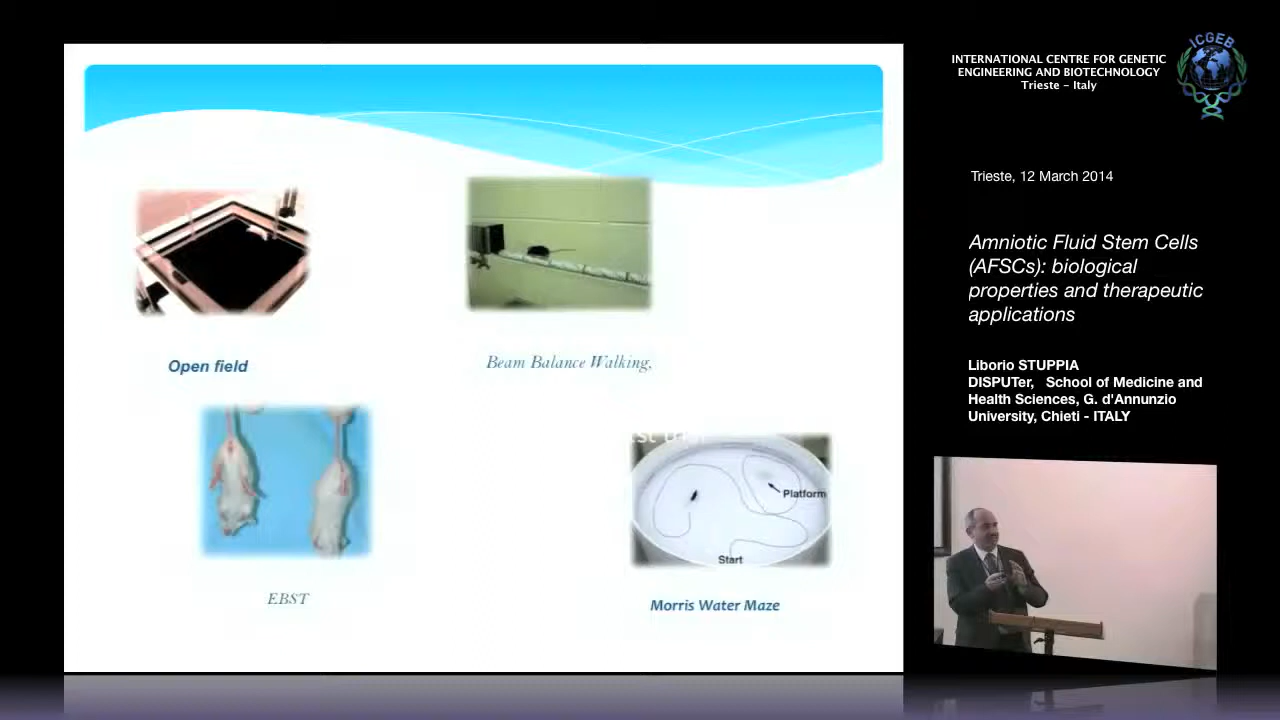 Open field
Beam Balance Walking,
EBST
Platform
Start
Morris Water Maze
ICGEB
INTERNATIONAL CENTRE FOR GENETIC
ENGINEERING AND BIOTECHNOLOGY
Trieste - Italy
Trieste, 12 March 2014
Amniotic Fluid Stem Cells
(AFSCs): biological
properties and therapeutic
applications
Liborio STUPPIA
DISPUTer, School of Medicine and
Health Sciences, G. d'Annunzio
University, Chieti - ITALY